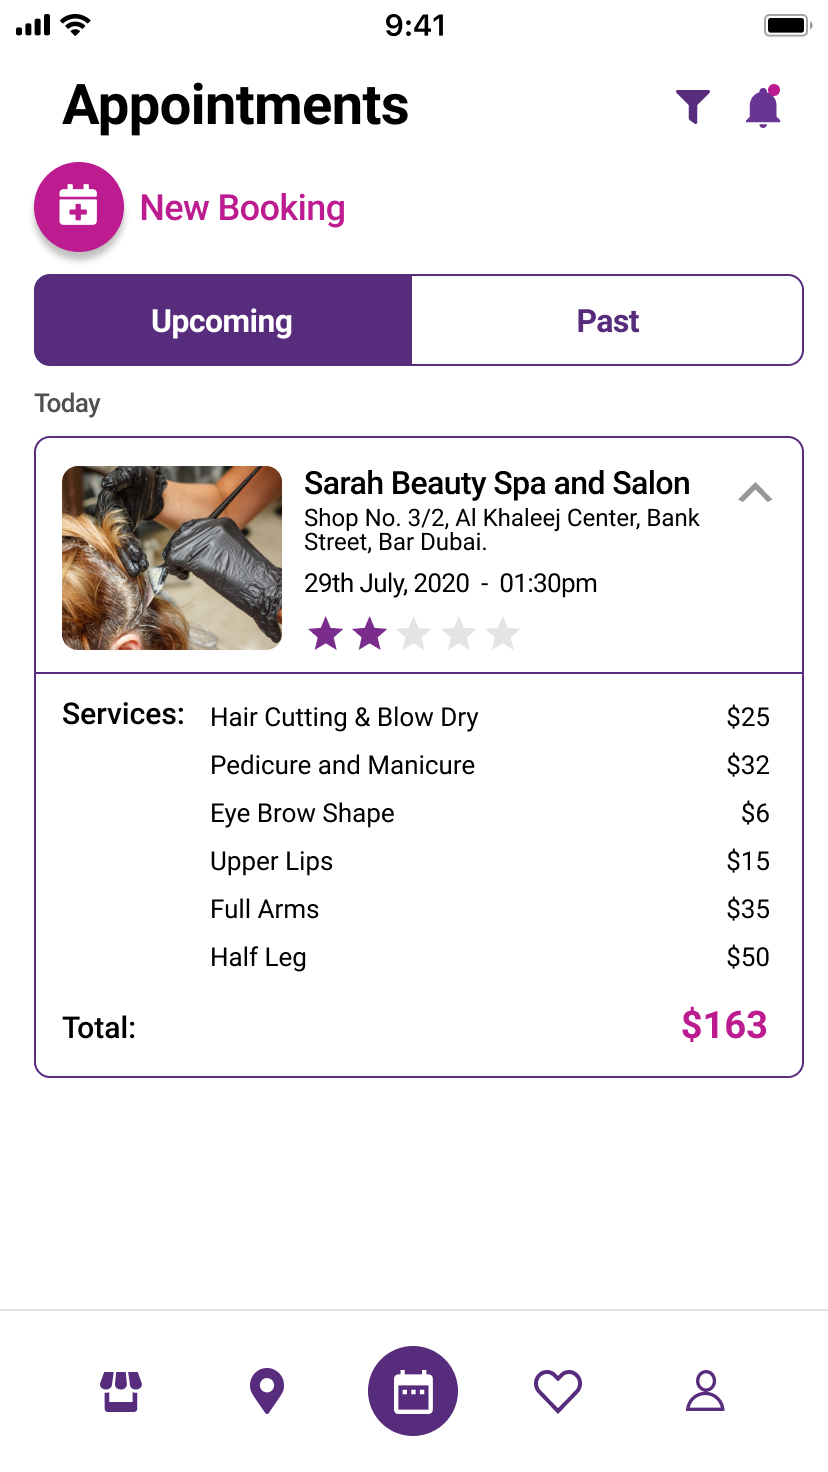 9:41
Appointments
New Booking
Upcoming
Past
Today
Sarah Beauty Spa and Salon
Shop No. 3/2, Al Khaleej Center, Bank
Street, Bar Dubai.
29th July, 2020 - 01:30pm
Services:
Hair Cutting & Blow Dry $25
Pedicure and Manicure $32
Eye Brow Shape $6
Upper Lips $15
Full Arms $35
Half Leg $50
Total: $163